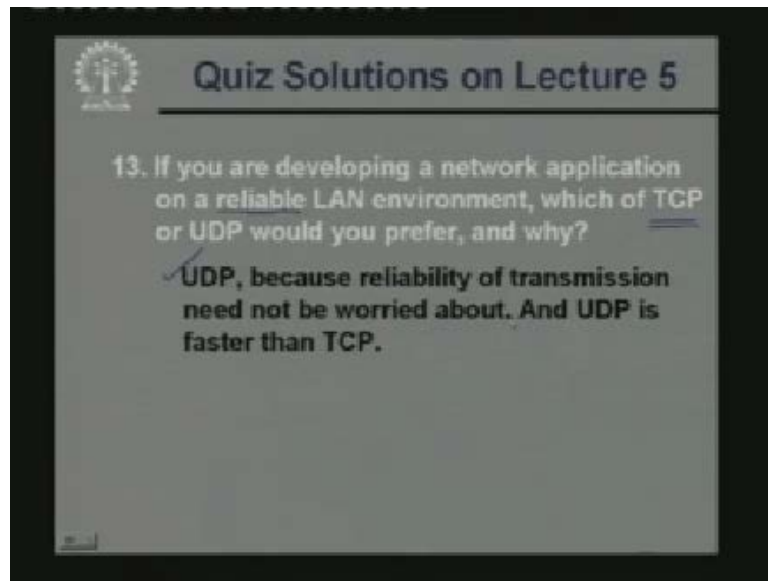 Quiz Solutions on Lecture 5
13. If you are developing a network application
on a reliable LAN environment, which of TCP
or UDP would you prefer, and why?
UDP, because reliability of transmission
need not be worried about. And UDP is
faster than TCP.